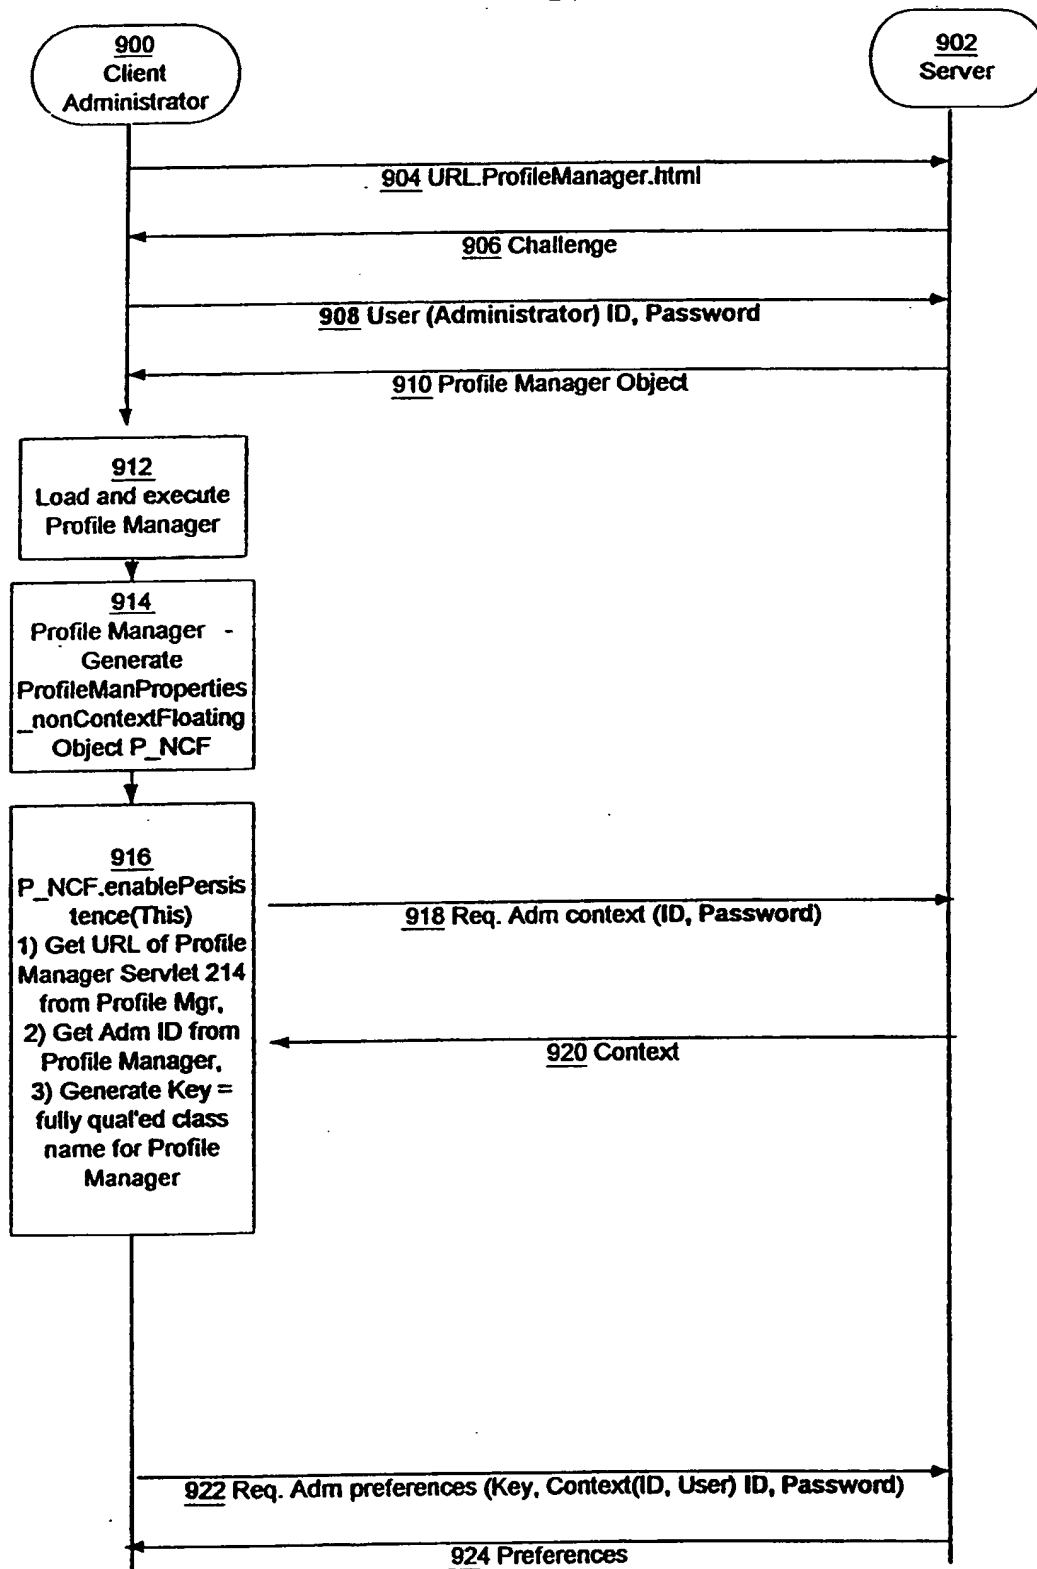 900
Client
Administrator
902
Server
904 URL.ProfileManager.html
906 Challenge
908 User (Administrator) ID, Password
910 Profile Manager Object
912
Load and execute
Profile Manager
914
Profile Manager -
Generate
ProfileManProperties
_nonContextFloating
Object P_NCF
916
P_NCF.enablePersis
tence(This)
1) Get URL of Profile
Manager Servlet 214
from Profile Mgr,
2) Get Adm ID from
Profile Manager,
3) Generate Key =
fully qual'ed class
name for Profile
Manager
918 Req. Adm context (ID, Password)
920 Context
922 Req. Adm preferences (Key, Context(ID, User) ID, Password)
924 Preferences